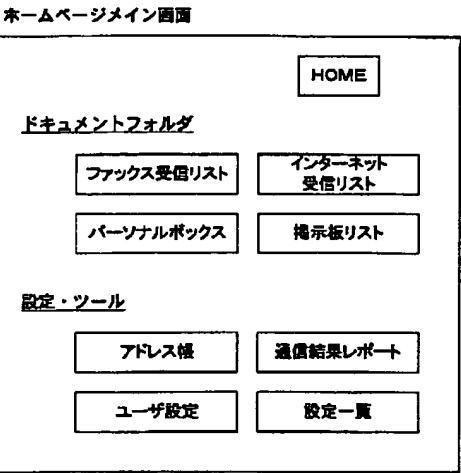 ホームページメイン画面
HOME
ドキュメントフォルダ
ファックス受信リスト
インターネット
受信リスト
パーソナルボックス
掲示板リスト
設定・ツール
アドレス帳
通信結果レポート
ユーザ設定
設定一覧